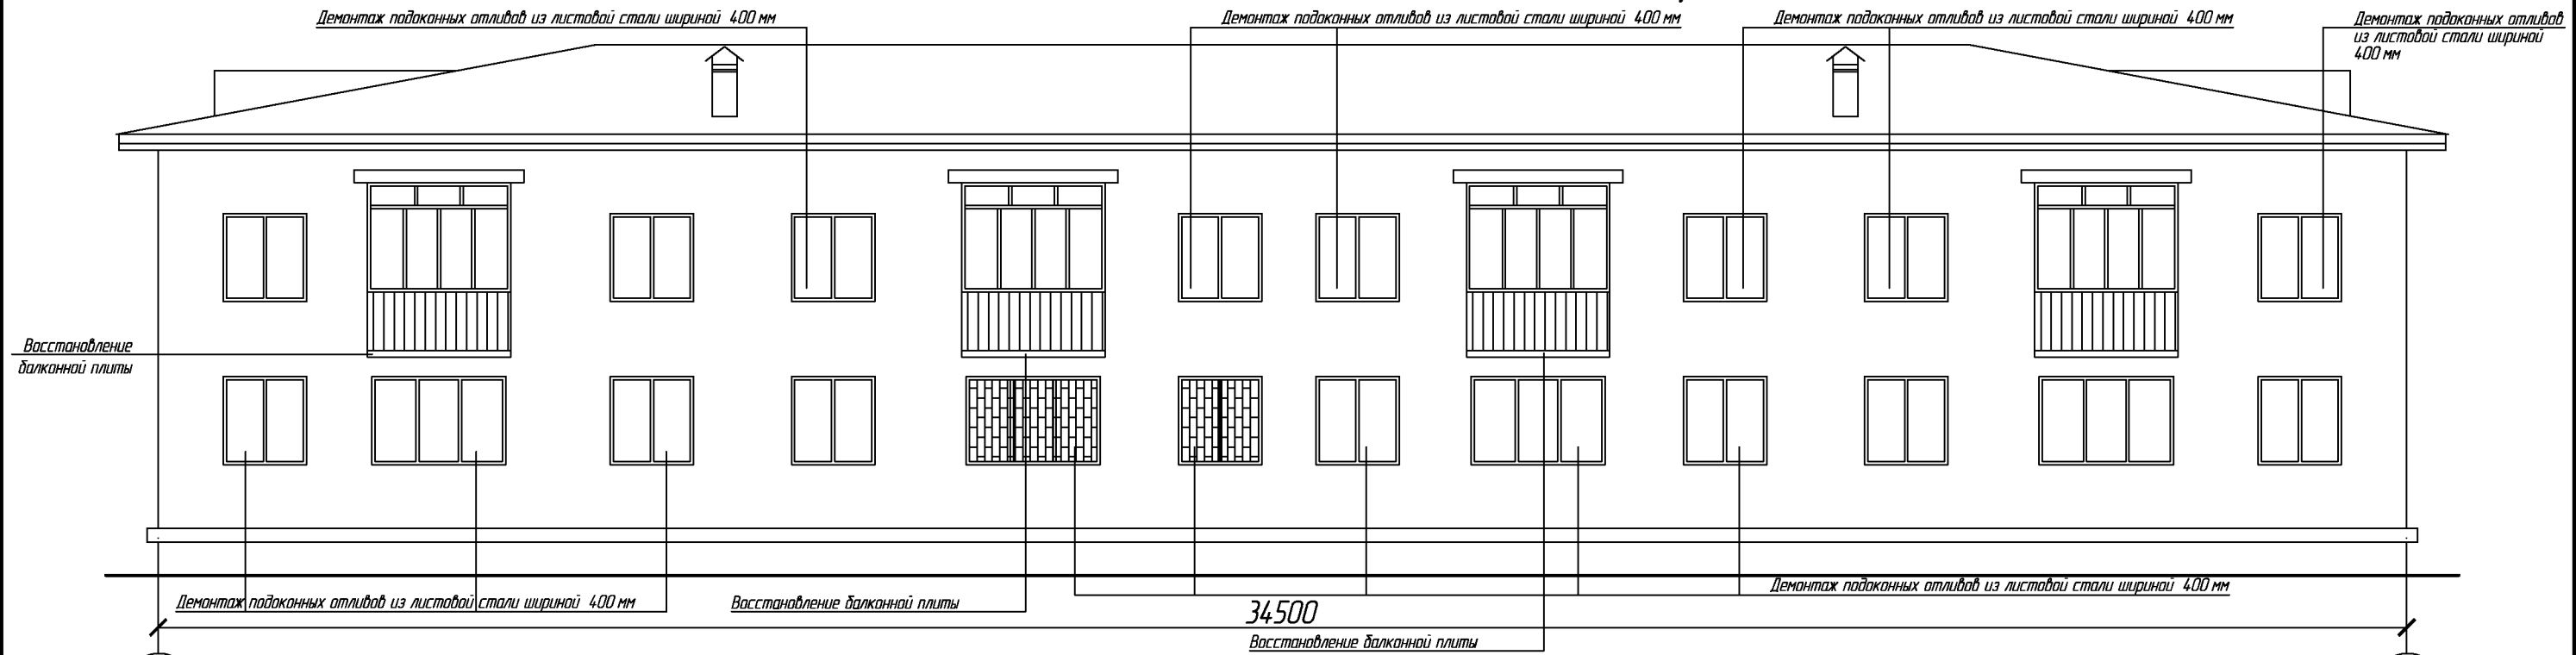 Демонтаж подоконных отливов из листовой стали шириной 400 мм
Демонтаж подоконных отливов из листовой стали шириной 400 мм
Демонтаж подоконных отливов из листовой стали шириной 400 мм
Демонтаж подоконных отливов
из листовой стали шириной
400 мм
Восстановление
балконной плиты
Демонтаж подоконных отливов из листовой стали шириной 400 мм
Восстановление балконной плиты
Демонтаж подоконных отливов из листовой стали шириной 400 мм
34500
Восстановление балконной плиты